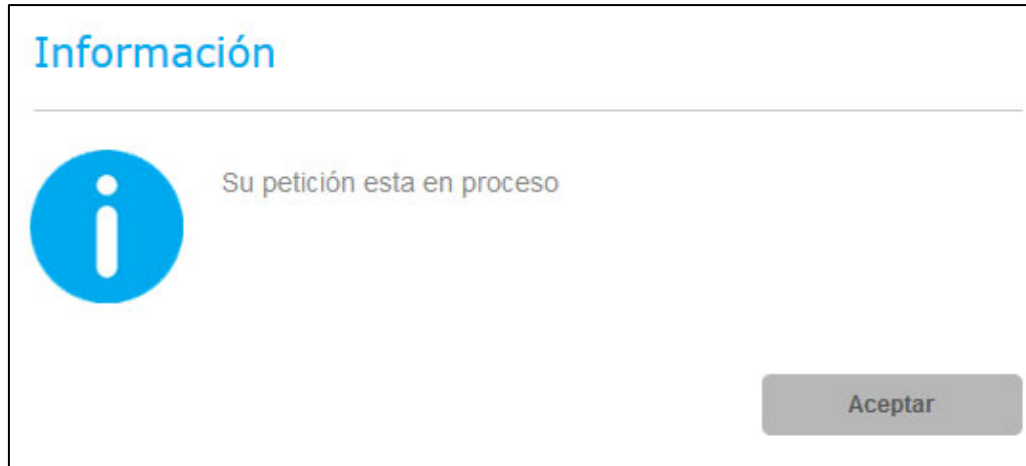 Información
Su petición esta en proceso
Aceptar